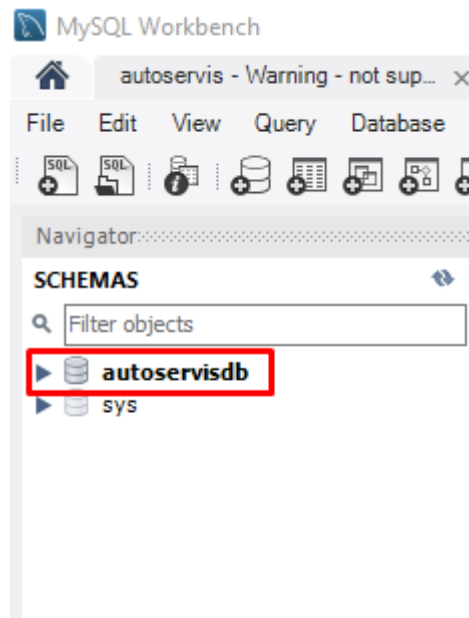 MySQL Workbench
autoservis - Warning - not sup...
File Edit View Query Database
SQL SQL
Navigator
SCHEMAS
Filter objects
autoservisdb
sys